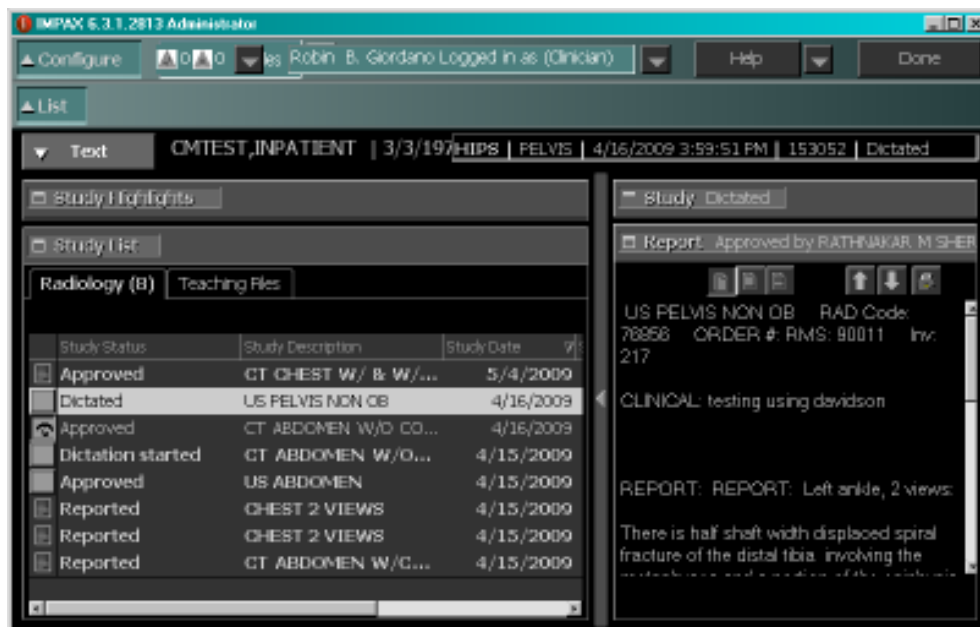 IMPAX 6.3.1.2813 Administrator
Configure 0 0 es Robin B. Giordano Logged in as (Clinician) Help Done
List
Text CMTEST,INPATIENT | 3/3/197 HIPS | PELVIS | 4/16/2009 3:59:51 PM | 153052 | Dictated
Study Highlights
Study List
Radiology (8) Teaching Files
Study Status Study Description Study Date
Approved CT CHEST W/ & W/... 5/4/2009
Dictated US PELVIS NON OB 4/16/2009
Approved CT ABDOMEN W/O CO... 4/16/2009
Dictation started CT ABDOMEN W/O... 4/15/2009
Approved US ABDOMEN 4/15/2009
Reported CHEST 2 VIEWS 4/15/2009
Reported CHEST 2 VIEWS 4/15/2009
Reported CT ABDOMEN W/C... 4/15/2009
Study Dictated
Report Approved by RATHNAKAR M SHER
US PELVIS NON OB RAD Code:
76856 ORDER #: RMS: 90011 Inv:
217
CLINICAL: testing using davidson
REPORT: REPORT: Left ankle, 2 views:
There is half shaft width displaced spiral
fracture of the distal tibia involving the